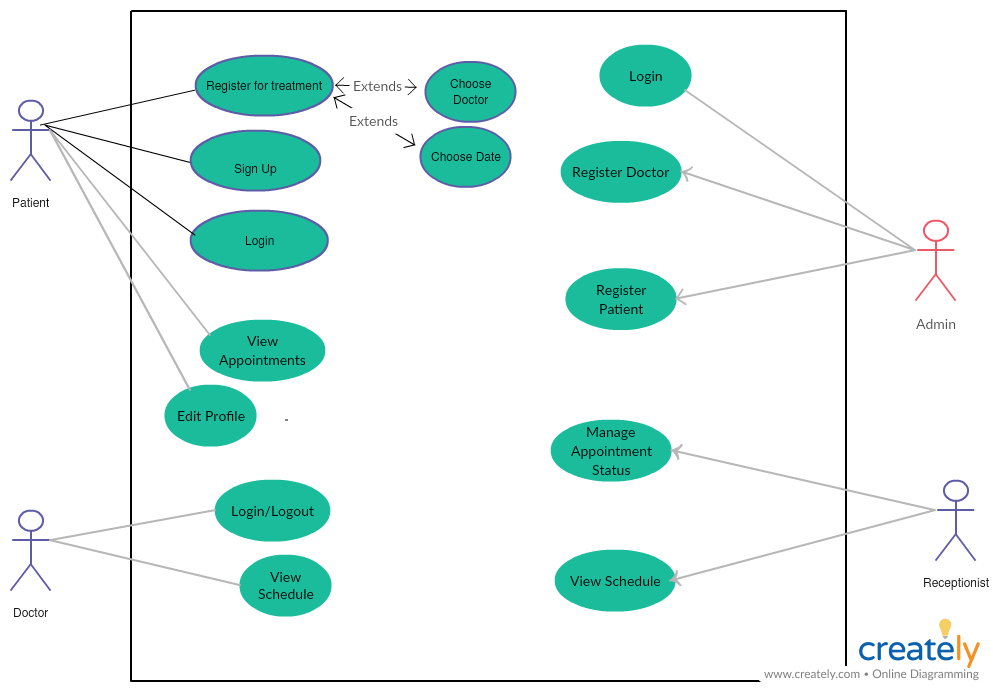 Register for treatment
Extends
Choose
Doctor
Extends
Choose Date
Sign Up
Login
View
Appointments
Edit Profile
-
Login/Logout
View
Schedule
Patient
Doctor
Login
Register Doctor
Register
Patient
Manage
Appointment
Status
View Schedule
Admin
Receptionist
creately
www.creately.com • Online Diagramming